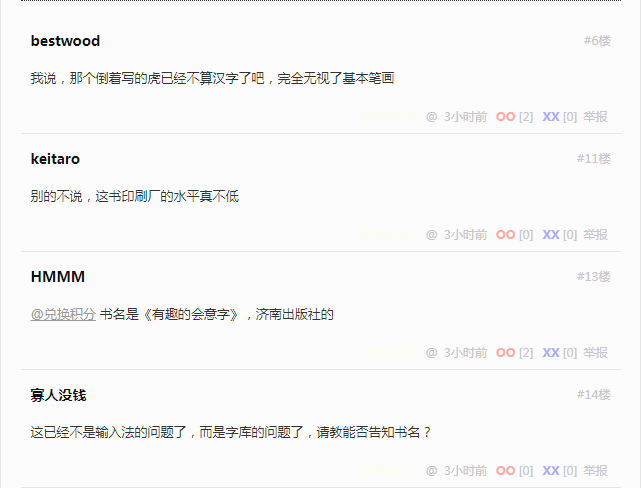 bestwood #6楼
我说，那个倒着写的虎已经不算汉字了吧，完全无视了基本笔画
@ 3小时前 OO [2] XX [0] 举报
keitaro #11楼
别的不说，这书印刷厂的水平真不低
@ 3小时前 OO [0] XX [0] 举报
HMMM #13楼
@兑换积分 书名是《有趣的会意字》，济南出版社的
@ 3小时前 OO [2] XX [0] 举报
寡人没钱 #14楼
这已经不是输入法的问题了，而是字库的问题了，请教能否告知书名？
@ 3小时前 OO [0] XX [0] 举报